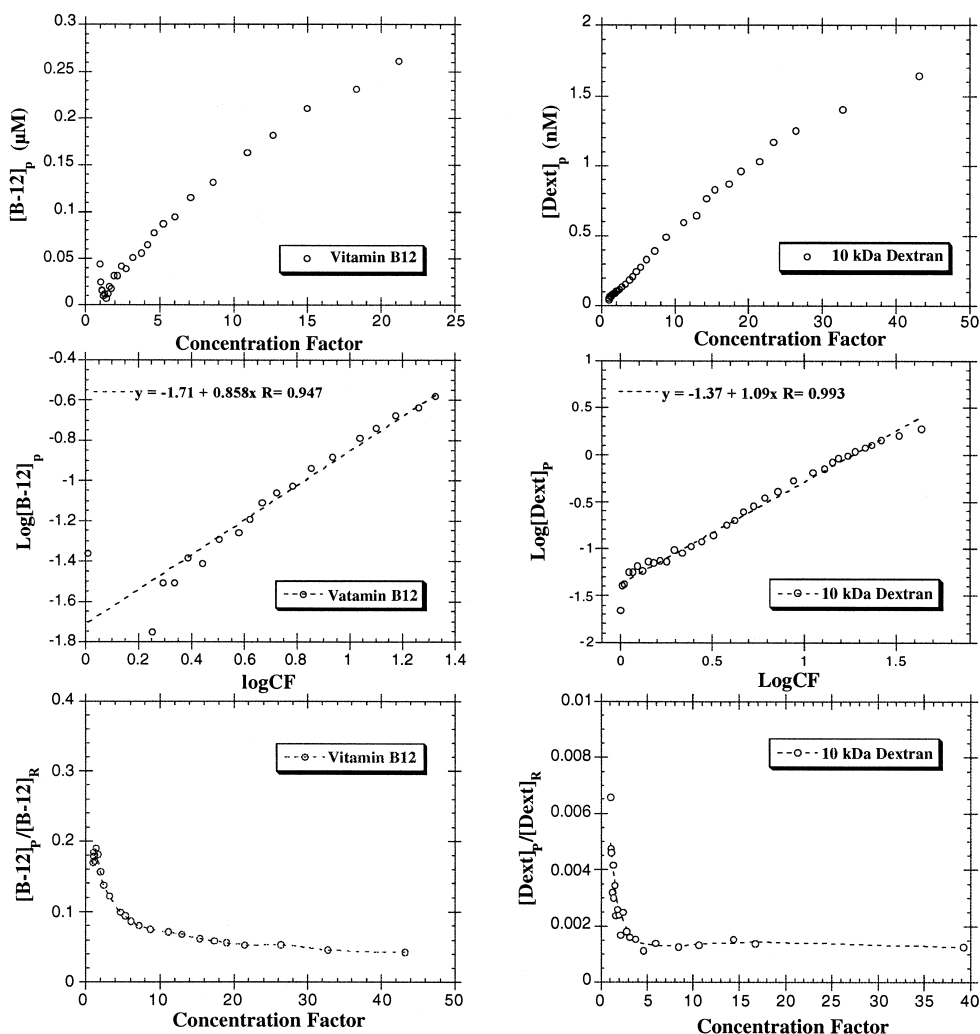 0.3
0.25
0.2
0.15
0.1
0.05
0
[B-12]p (µM)
Vitamin B12
0 5 10 15 20 25
Concentration Factor
2
1.5
1
0.5
0
[Dext]p (nM)
10 kDa Dextran
0 10 20 30 40 50
Concentration Factor
-0.4
-0.6
-0.8
-1
-1.2
-1.4
-1.6
-1.8
Log[B-12]p
y = -1.71 + 0.858x R= 0.947
Vatamin B12
0 0.2 0.4 0.6 0.8 1 1.2 1.4
logCF
1
0.5
0
-0.5
-1
-1.5
-2
Log[Dext]P
y = -1.37 + 1.09x R= 0.993
10 kDa Dextran
0 0.5 1 1.5
LogCF
0.4
0.3
0.2
0.1
0
[B-12]P/[B-12]R
Vitamin B12
0 10 20 30 40 50
Concentration Factor
0.01
0.008
0.006
0.004
0.002
0
[Dext]P/[Dext]R
10 kDa Dextran
0 5 10 15 20 25 30 35 40
Concentration Factor